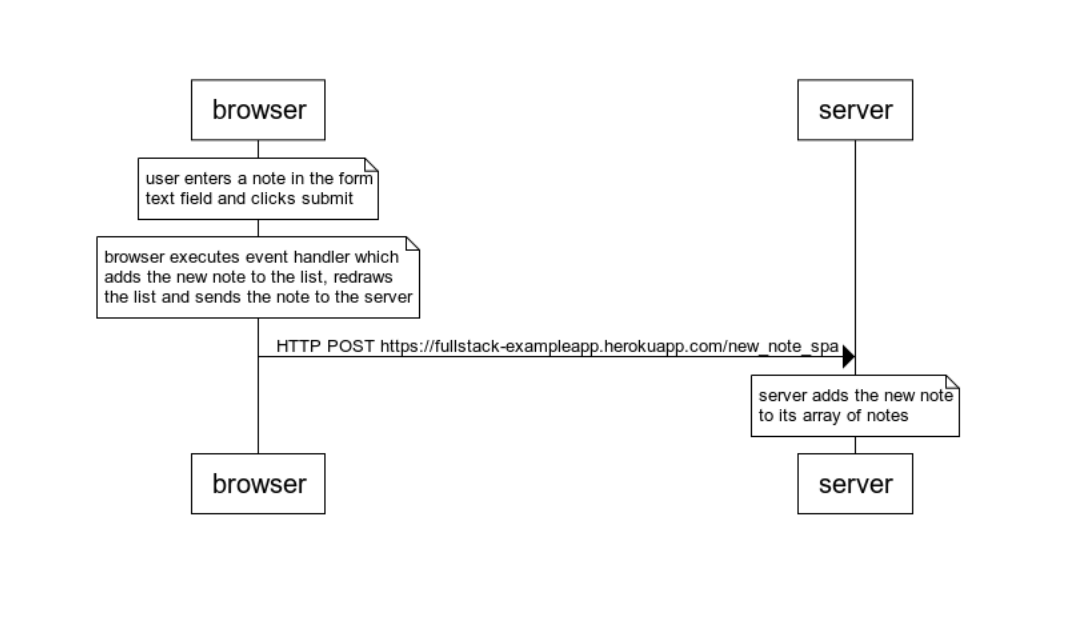 browser
server
user enters a note in the form
text field and clicks submit
browser executes event handler which
adds the new note to the list, redraws
the list and sends the note to the server
HTTP POST https://fullstack-exampleapp.herokuapp.com/new_note_spa
server adds the new note
to its array of notes
browser
server